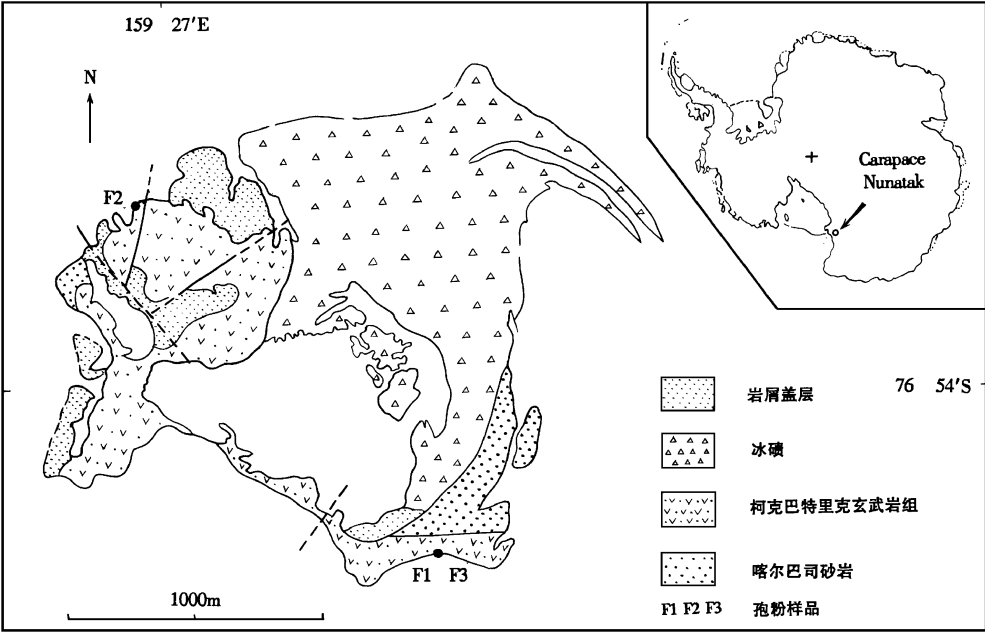 159 27′E
N
F2
Carapace
Nunatak
76 54′S
岩屑盖层
冰碛
柯克巴特里克玄武岩组
喀尔巴司砂岩
F1 F2 F3 孢粉样品
F1 F3
1000m